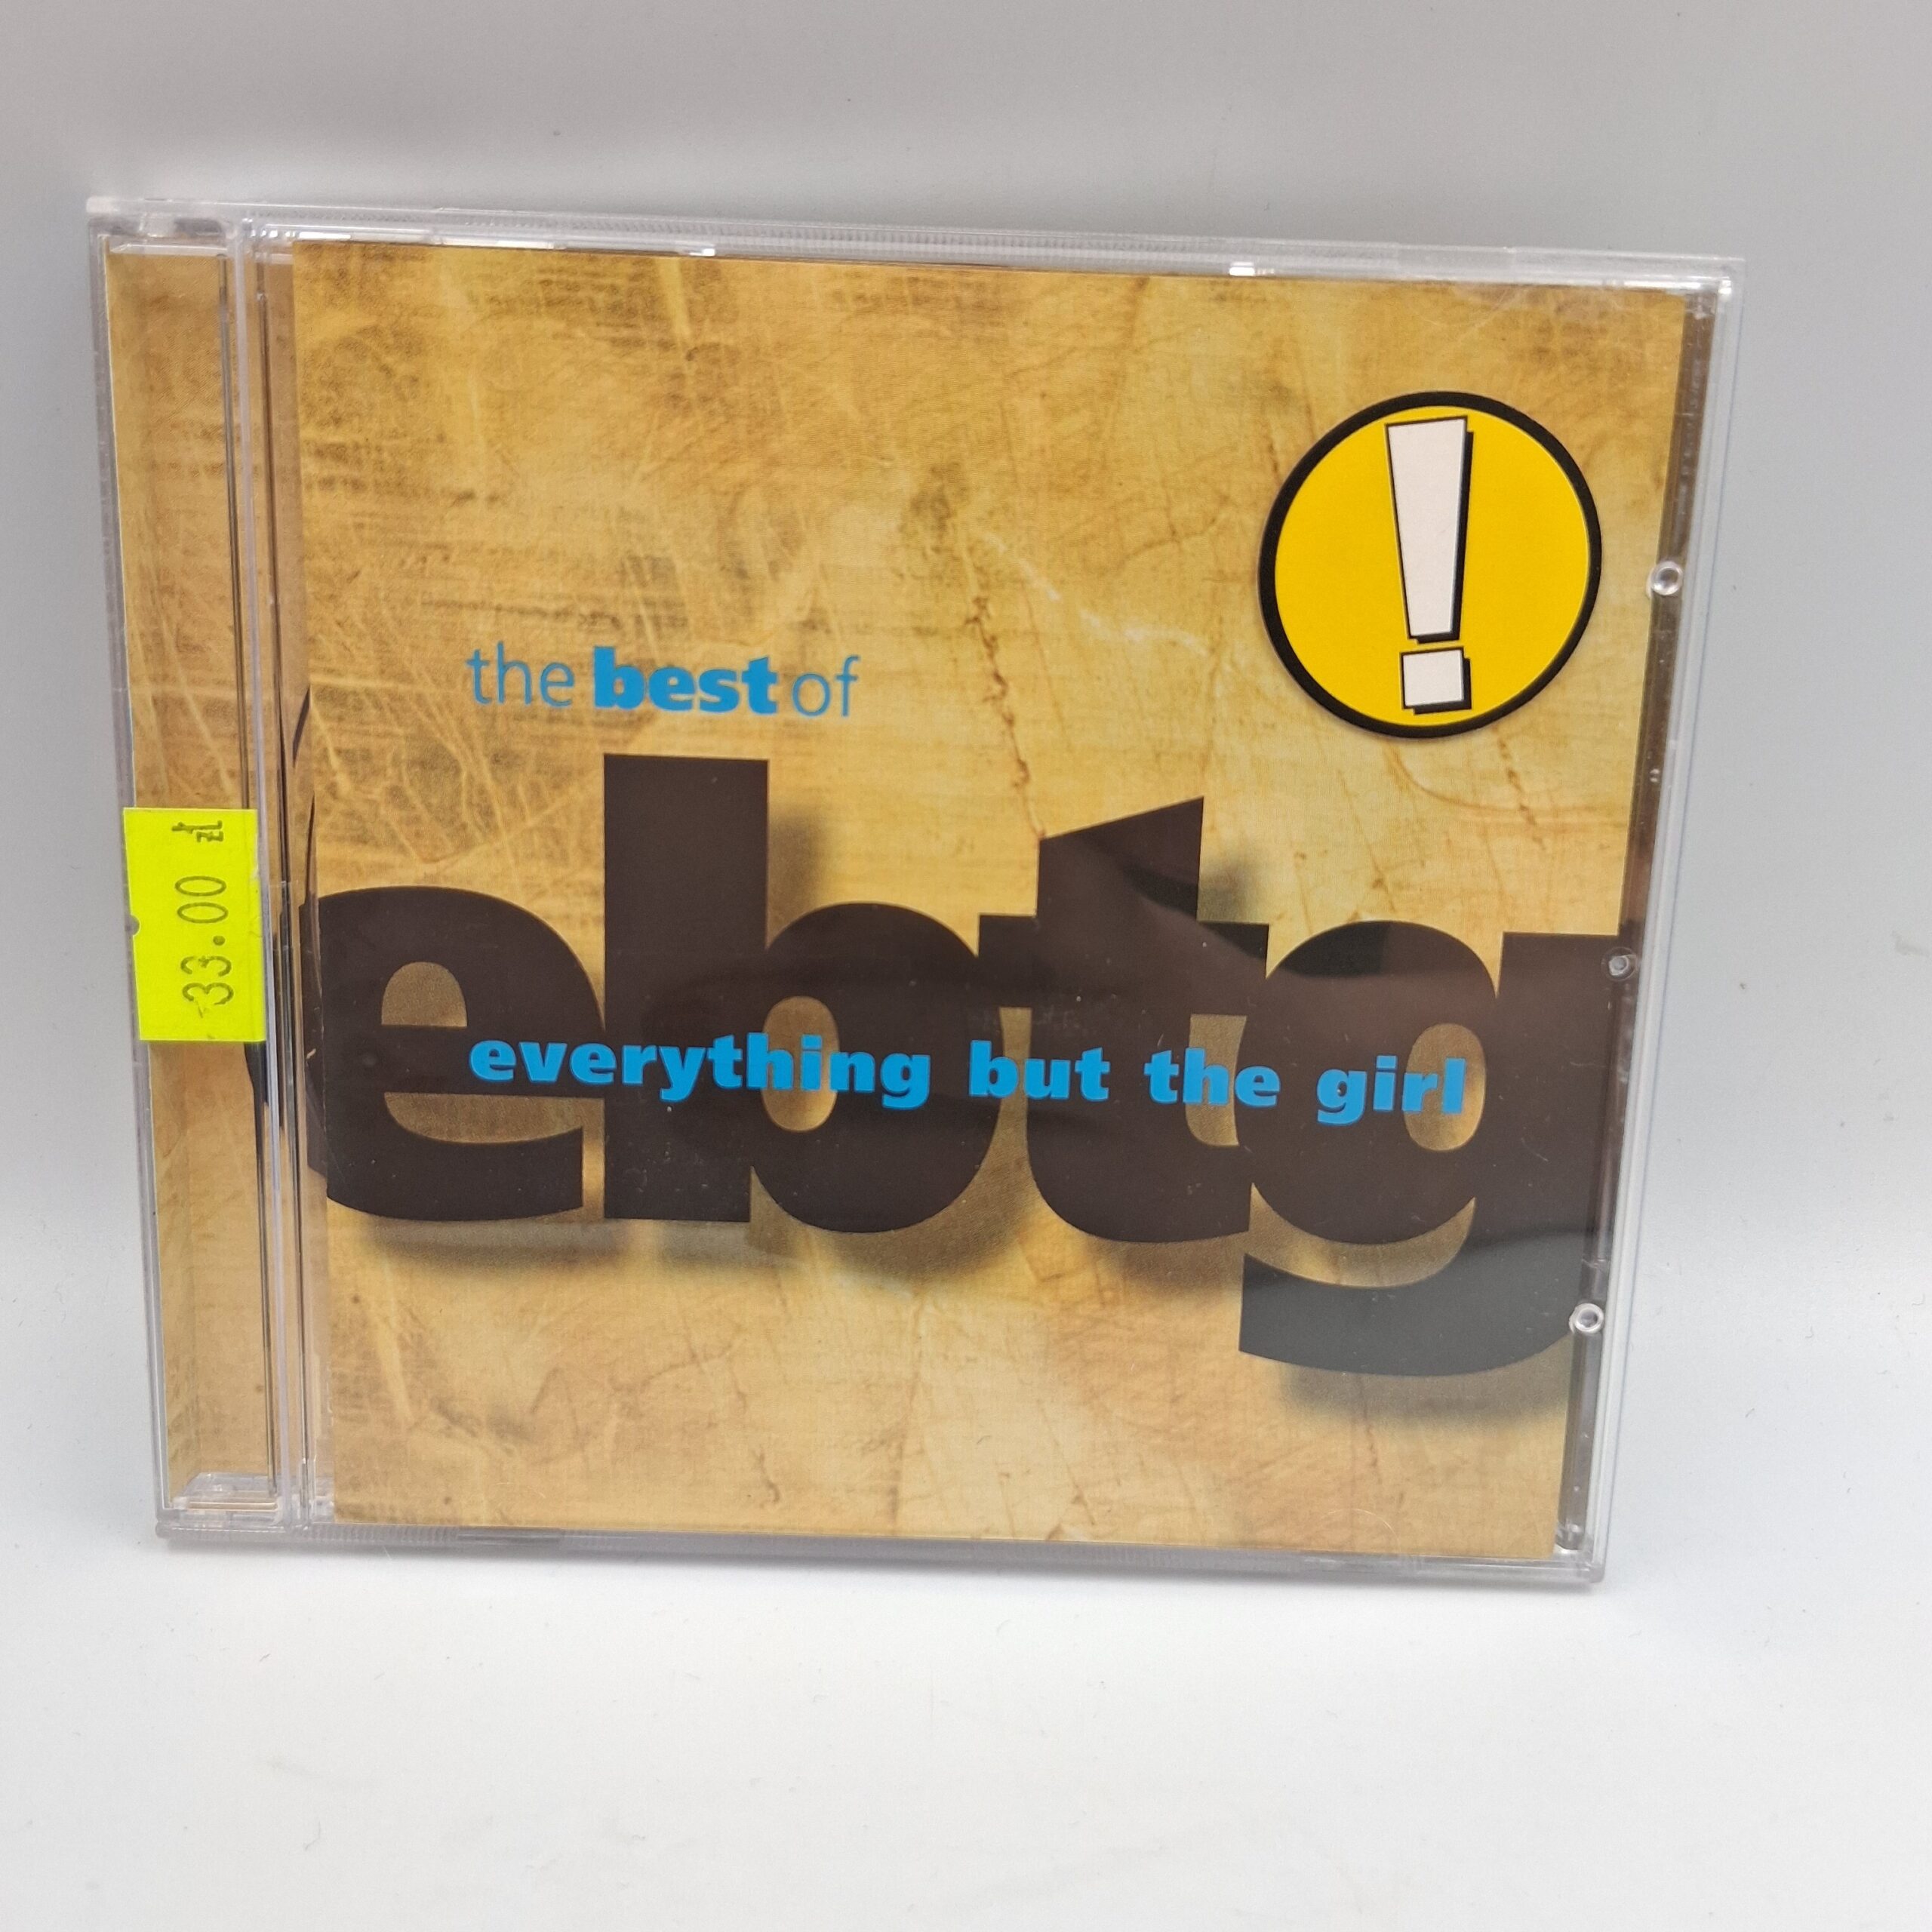 !
the best of
ebtg
everything but the girl
33.00 zł